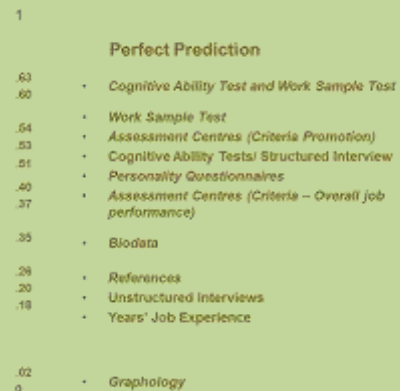 1
Perfect Prediction
.63
• Cognitive Ability Test and Work Sample Test
.60
• Work Sample Test
.54
• Assessment Centres (Criteria Promotion)
.53
• Cognitive Ability Tests/ Structured Interview
.51
• Personality Questionnaires
.40
• Assessment Centres (Criteria – Overall job
.37
performance)
.35
• Biodata
.26
• References
.20
• Unstructured Interviews
.18
• Years' Job Experience
.02
• Graphology
0